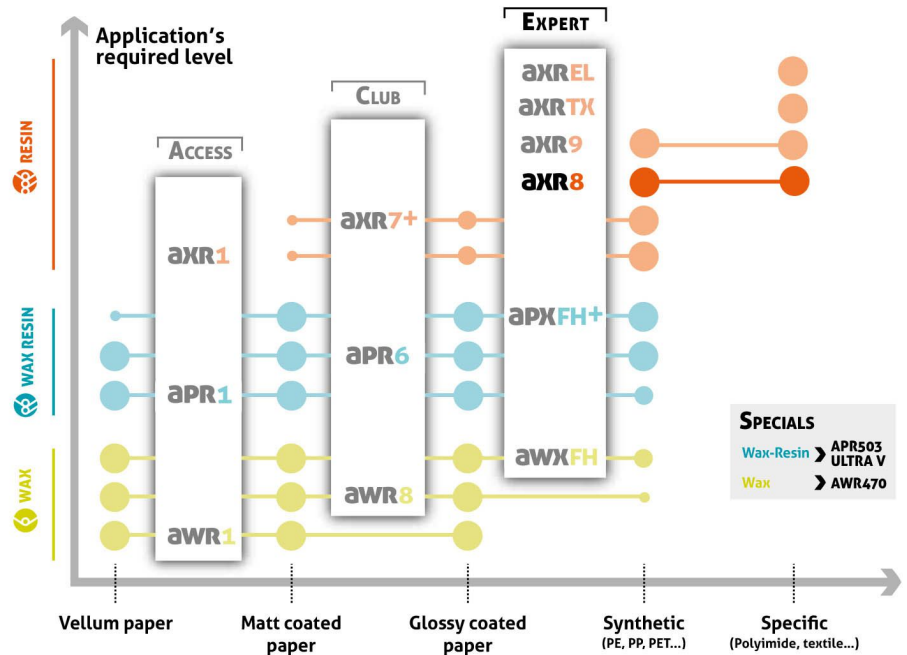 Application's
required level
EXPERT
CLUB
ACCESS
aXREL
aXRTX
aXR9
aXR8
aXR7+
aXR1
aPXFH+
aPR6
aPR1
aWXFH
aWR8
aWR1
RESIN
WAX RESIN
WAX
SPECIALS
Wax-Resin > APR503
ULTRA V
Wax > AWR470
Vellum paper
Matt coated
paper
Glossy coated
paper
Synthetic
(PE, PP, PET...)
Specific
(Polyimide, textile...)